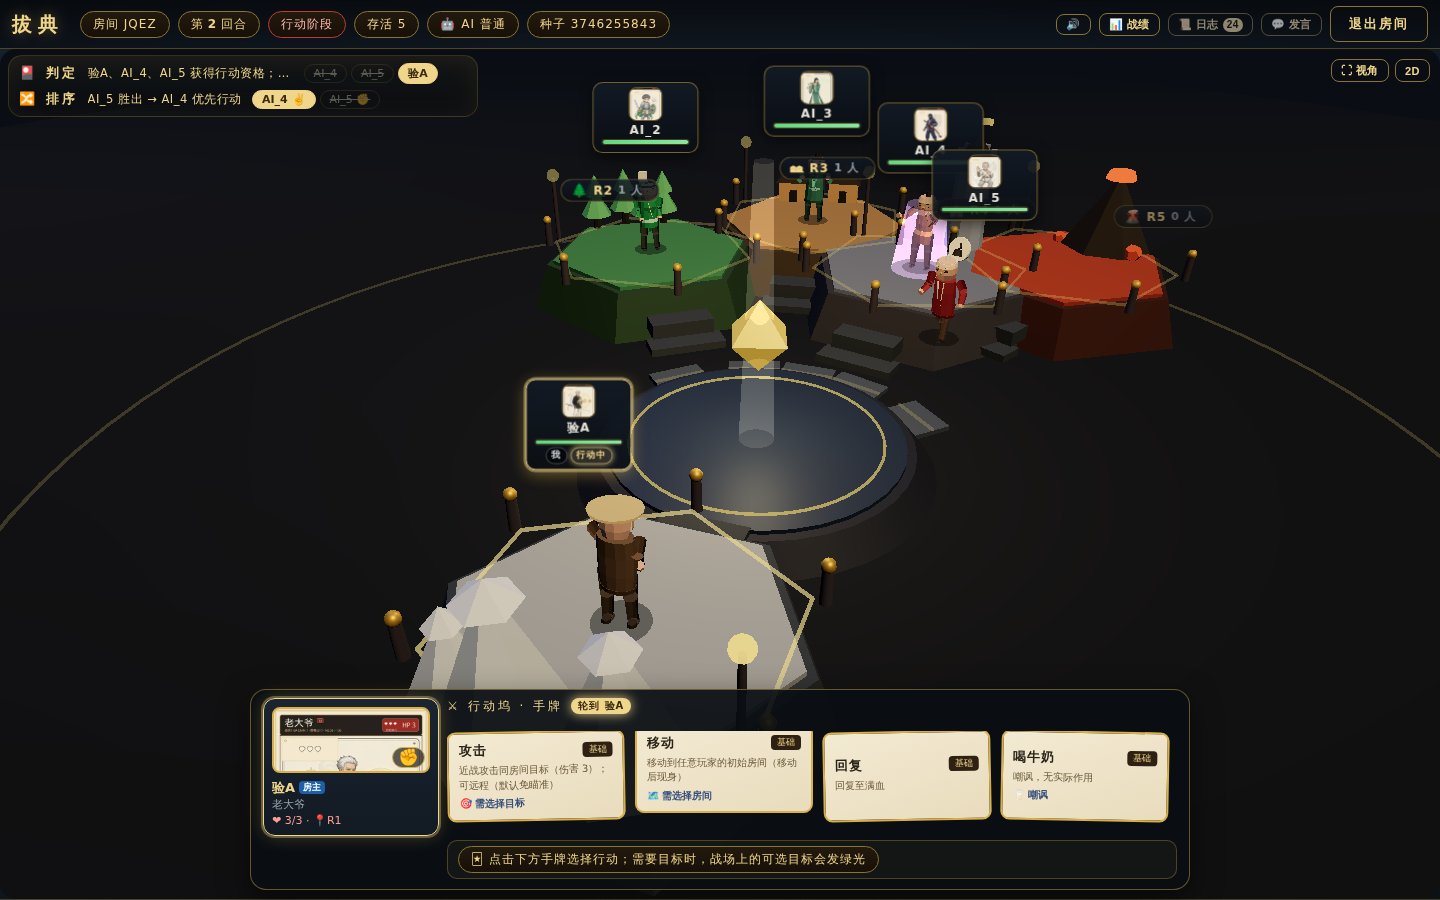 拔典
房间 JQEZ
第 2 回合
行动阶段
存活 5
🤖 AI 普通
种子 3746255843
🔊
📊 战绩
📜 日志 24
💬 发言
退出房间
🎴 判定 验A、AI_4、AI_5 获得行动资格；… AI_4 AI_5 验A
🔀 排序 AI_5 胜出 → AI_4 优先行动 AI_4 ✌ AI_5 ✊
⛶ 视角
2D
AI_2
AI_3
AI_4
AI_5
🌲 R2 1 人
R3 1 人
🌋 R5 0 人
验A
我 行动中
老大爷
HP 3
验A 房主
老大爷
❤ 3/3 · 📍R1
⚔ 行动坞 · 手牌 轮到 验A
攻击 基础
近战攻击同房间目标（伤害 3）；
可远程（默认免瞄准）
🎯 需选择目标
移动 基础
移动到任意玩家的初始房间（移动
后现身）
🗺️ 需选择房间
回复 基础
回复至满血
喝牛奶 基础
嘲讽，无实际作用
🥛 嘲讽
🃏 点击下方手牌选择行动；需要目标时，战场上的可选目标会发绿光